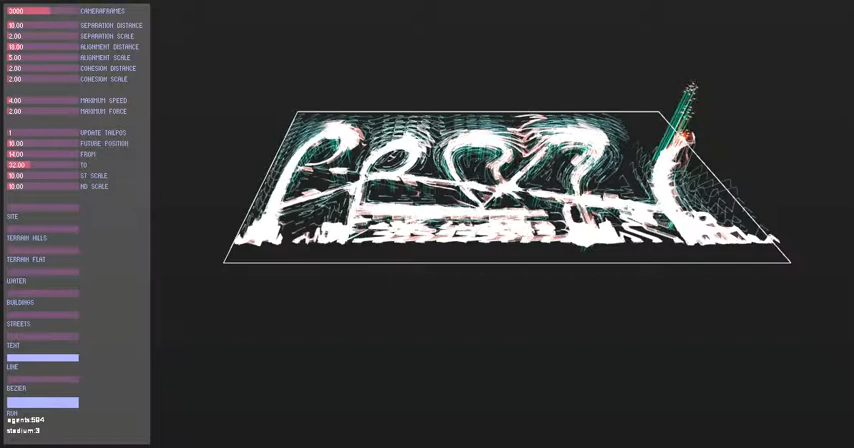 3000 CAMERAFRAMES
10.00 SEPARATION DISTANCE
2.00 SEPARATION SCALE
18.00 ALIGNMENT DISTANCE
5.00 ALIGNMENT SCALE
2.00 COHESION DISTANCE
2.00 COHESION SCALE
4.00 MAXIMUM SPEED
2.00 MAXIMUM FORCE
1 UPDATE TAILPOS
10.00 FUTURE POSITION
14.00 FROM
32.00 TO
10.00 ST SCALE
10.00 ND SCALE
SITE
TERRAIN HILLS
TERRAIN FLAT
WATER
BUILDINGS
STREETS
TEXT
LINE
BEZIER
RUN
agents:504
stadium:3